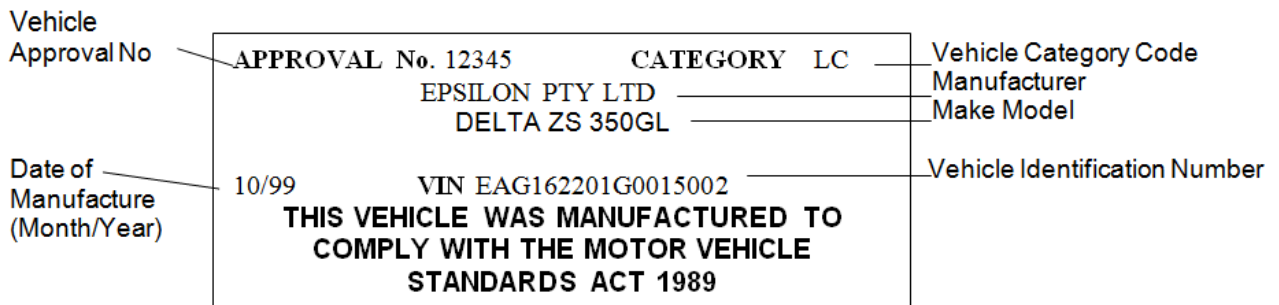 Vehicle
Approval No
APPROVAL No. 12345 CATEGORY LC
Vehicle Category Code
EPSILON PTY LTD
Manufacturer
DELTA ZS 350GL
Make Model
Date of
Manufacture
(Month/Year)
10/99 VIN EAG162201G0015002
Vehicle Identification Number
THIS VEHICLE WAS MANUFACTURED TO
COMPLY WITH THE MOTOR VEHICLE
STANDARDS ACT 1989